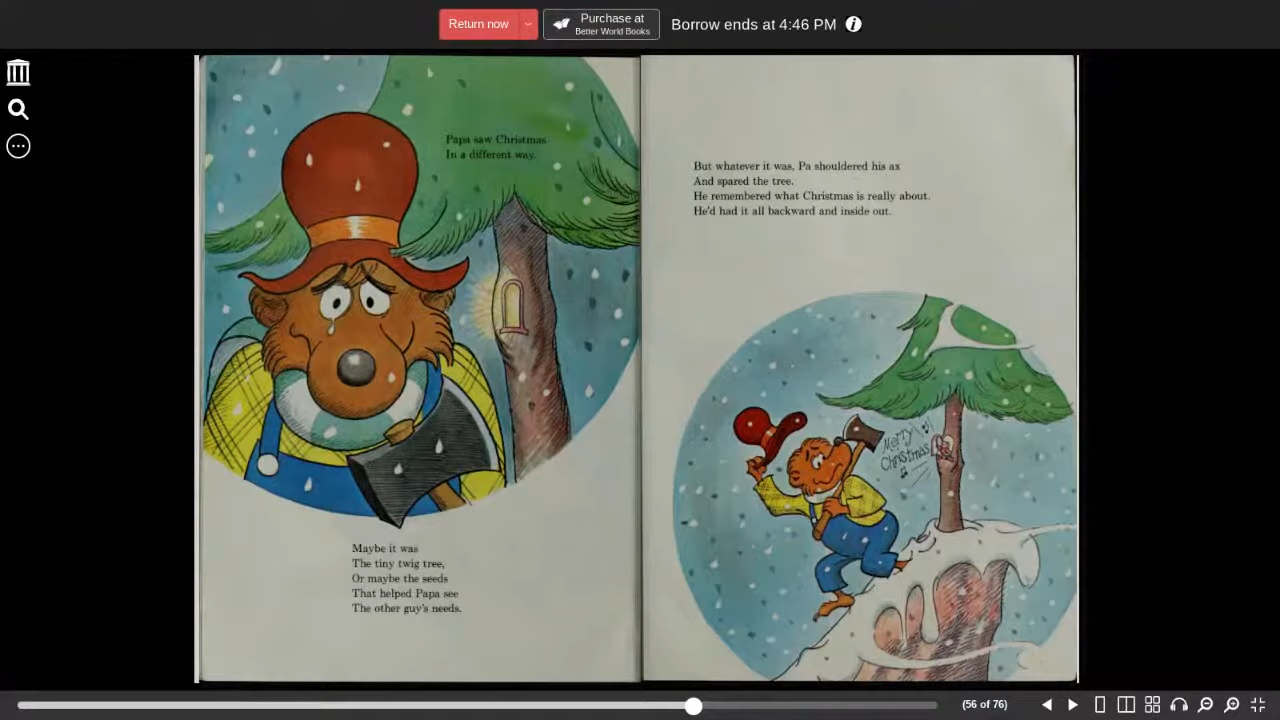 Return now
Purchase at
Better World Books
Borrow ends at 4:46 PM
Papa saw Christmas
In a different way.
Maybe it was
The tiny twig tree,
Or maybe the seeds
That helped Papa see
The other guy's needs.
But whatever it was, Pa shouldered his ax
And spared the tree.
He remembered what Christmas is really about.
He'd had it all backward and inside out.
Merry
Christmas
(56 of 76)